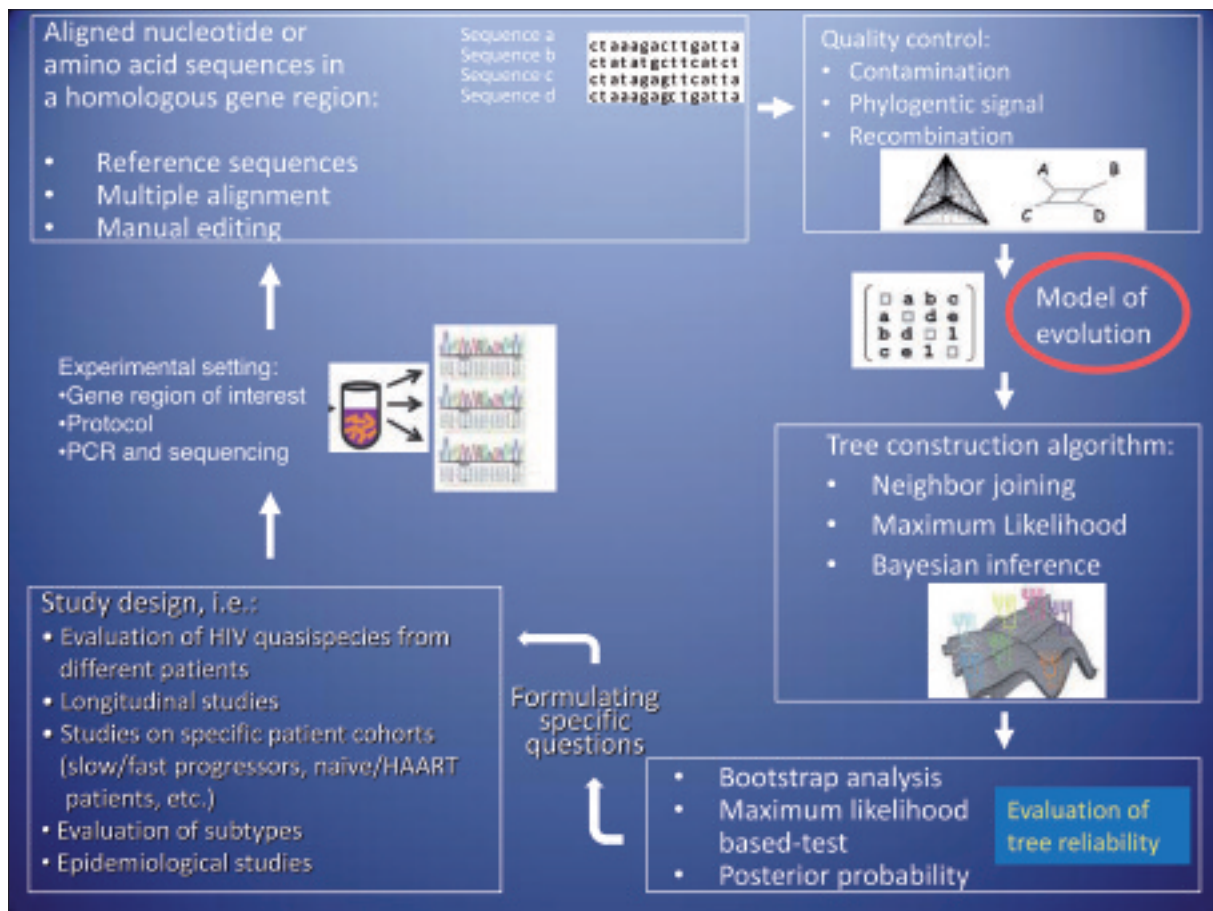 Aligned nucleotide or
amino acid sequences in
a homologous gene region:
• Reference sequences
• Multiple alignment
• Manual editing
Sequence a
Sequence b
Sequence c
Sequence d
ctaaagacttgatta
ctatatgcttcatct
ctatagagttcatta
ctaaagagctgatta
Quality control:
• Contamination
• Phylogentic signal
• Recombination
A B
C D
□ a b c
a □ d e
b d □ 1
c e 1 □
Model of
evolution
Tree construction algorithm:
• Neighbor joining
• Maximum Likelihood
• Bayesian inference
• Bootstrap analysis
• Maximum likelihood
based-test
• Posterior probability
Evaluation of
tree reliability
Formulating
specific
questions
Study design, i.e.:
• Evaluation of HIV quasispecies from
different patients
• Longitudinal studies
• Studies on specific patient cohorts
(slow/fast progressors, naïve/HAART
patients, etc.)
• Evaluation of subtypes
• Epidemiological studies
Experimental setting:
•Gene region of interest
•Protocol
•PCR and sequencing